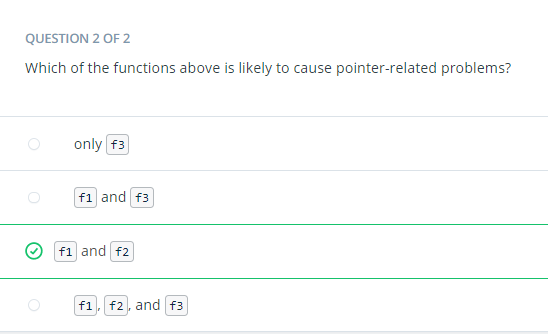 QUESTION 2 OF 2
Which of the functions above is likely to cause pointer-related problems?
only f3
f1 and f3
f1 and f2
f1, f2, and f3